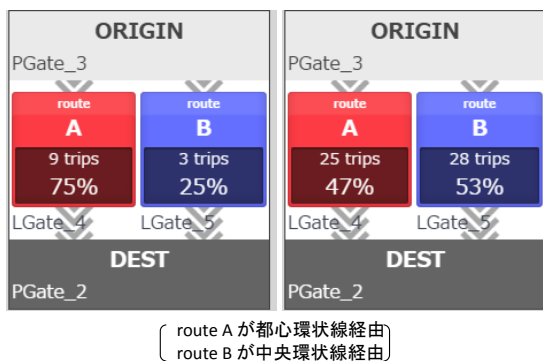 ORIGIN
PGate_3
route
A
9 trips
75%
route
B
3 trips
25%
LGate_4
LGate_5
DEST
PGate_2
ORIGIN
PGate_3
route
A
25 trips
47%
route
B
28 trips
53%
LGate_4
LGate_5
DEST
PGate_2
route A が都心環状線経由
route B が中央環状線経由